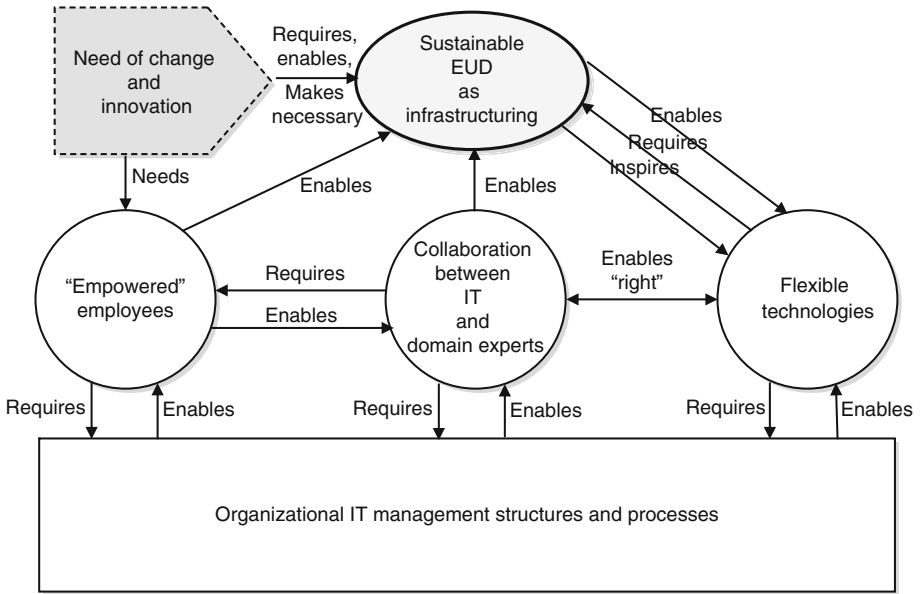 Need of change
and
innovation
Requires,
enables,
Makes
necessary
Sustainable
EUD
as
infrastructuring
Enables
Requires
Inspires
Needs
Enables
Enables
“Empowered”
employees
Requires
Enables
Collaboration
between
IT
and
domain experts
Enables
“right”
Flexible
technologies
Requires
Enables
Requires
Enables
Requires
Enables
Organizational IT management structures and processes